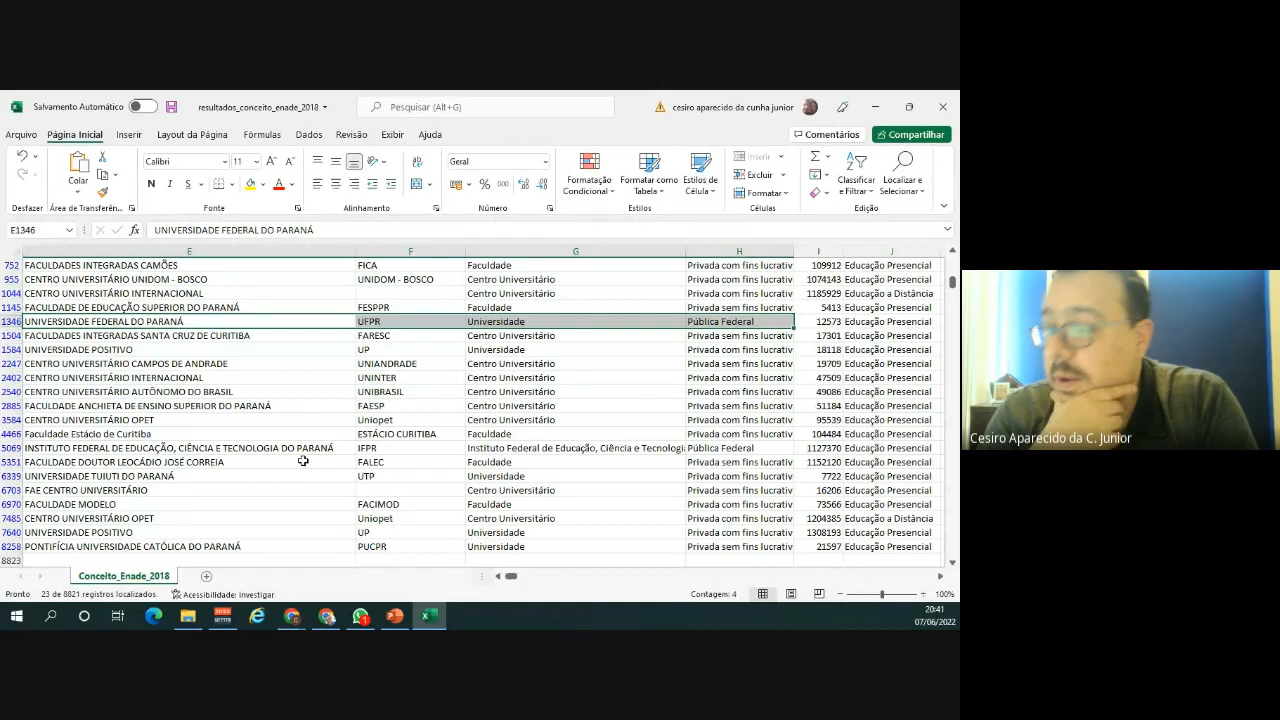 Salvamento Automático resultados_conceito_enade_2018 Pesquisar (Alt+G) cesiro aparecido da cunha junior
Arquivo Página Inicial Inserir Layout da Página Fórmulas Dados Revisão Exibir Ajuda Comentários Compartilhar
Colar Calibri 11 Geral Formatação Condicional Formatar como Tabela Estilos de Célula Inserir Excluir Formatar Classificar e Filtrar Localizar e Selecionar
N I S % 000
Desfazer Área de Transferên... Fonte Alinhamento Número Estilos Células Edição
E1346 fx UNIVERSIDADE FEDERAL DO PARANÁ
E F G H I J
752 FACULDADES INTEGRADAS CAMÕES FICA Faculdade Privada com fins lucrativ 109912 Educação Presencial
955 CENTRO UNIVERSITÁRIO UNIDOM - BOSCO UNIDOM - BOSCO Centro Universitário Privada com fins lucrativ 1074143 Educação Presencial
1044 CENTRO UNIVERSITÁRIO INTERNACIONAL Centro Universitário Privada com fins lucrativ 1185929 Educação a Distância
1145 FACULDADE DE EDUCAÇÃO SUPERIOR DO PARANÁ FESPPR Faculdade Privada sem fins lucrativ 5413 Educação Presencial
1346 UNIVERSIDADE FEDERAL DO PARANÁ UFPR Universidade Pública Federal 12573 Educação Presencial
1504 FACULDADES INTEGRADAS SANTA CRUZ DE CURITIBA FARESC Centro Universitário Privada sem fins lucrativ 17301 Educação Presencial
1584 UNIVERSIDADE POSITIVO UP Universidade Privada com fins lucrativ 18118 Educação Presencial
2247 CENTRO UNIVERSITÁRIO CAMPOS DE ANDRADE UNIANDRADE Centro Universitário Privada sem fins lucrativ 19709 Educação Presencial
2402 CENTRO UNIVERSITÁRIO INTERNACIONAL UNINTER Centro Universitário Privada com fins lucrativ 47509 Educação Presencial
2540 CENTRO UNIVERSITÁRIO AUTÔNOMO DO BRASIL UNIBRASIL Centro Universitário Privada com fins lucrativ 49086 Educação Presencial
2885 FACULDADE ANCHIETA DE ENSINO SUPERIOR DO PARANÁ FAESP Centro Universitário Privada com fins lucrativ 51184 Educação Presencial
3584 CENTRO UNIVERSITÁRIO OPET Uniopet Centro Universitário Privada com fins lucrativ 95539 Educação Presencial
4466 Faculdade Estácio de Curitiba ESTÁCIO CURITIBA Faculdade Privada com fins lucrativ 104484 Educação Presencial
5069 INSTITUTO FEDERAL DE EDUCAÇÃO, CIÊNCIA E TECNOLOGIA DO PARANÁ IFPR Instituto Federal de Educação, Ciência e Tecnologi Pública Federal 1127370 Educação Presencial
5351 FACULDADE DOUTOR LEOCÁDIO JOSÉ CORREIA FALEC Faculdade Privada sem fins lucrativ 1152120 Educação Presencial
6339 UNIVERSIDADE TUIUTI DO PARANÁ UTP Universidade Privada com fins lucrativ 7722 Educação Presencial
6703 FAE CENTRO UNIVERSITÁRIO Centro Universitário Privada sem fins lucrativ 16206 Educação Presencial
6970 FACULDADE MODELO FACIMOD Faculdade Privada com fins lucrativ 73566 Educação Presencial
7485 CENTRO UNIVERSITÁRIO OPET Uniopet Centro Universitário Privada com fins lucrativ 1204385 Educação a Distância
7640 UNIVERSIDADE POSITIVO UP Universidade Privada com fins lucrativ 1308193 Educação Presencial
8258 PONTIFÍCIA UNIVERSIDADE CATÓLICA DO PARANÁ PUCPR Universidade Privada sem fins lucrativ 21597 Educação Presencial
8823
Conceito_Enade_2018
Pronto 23 de 8821 registros localizados. Acessibilidade: investigar Contagem: 4 100%
20:41
07/06/2022
Cesiro Aparecido da C. Junior